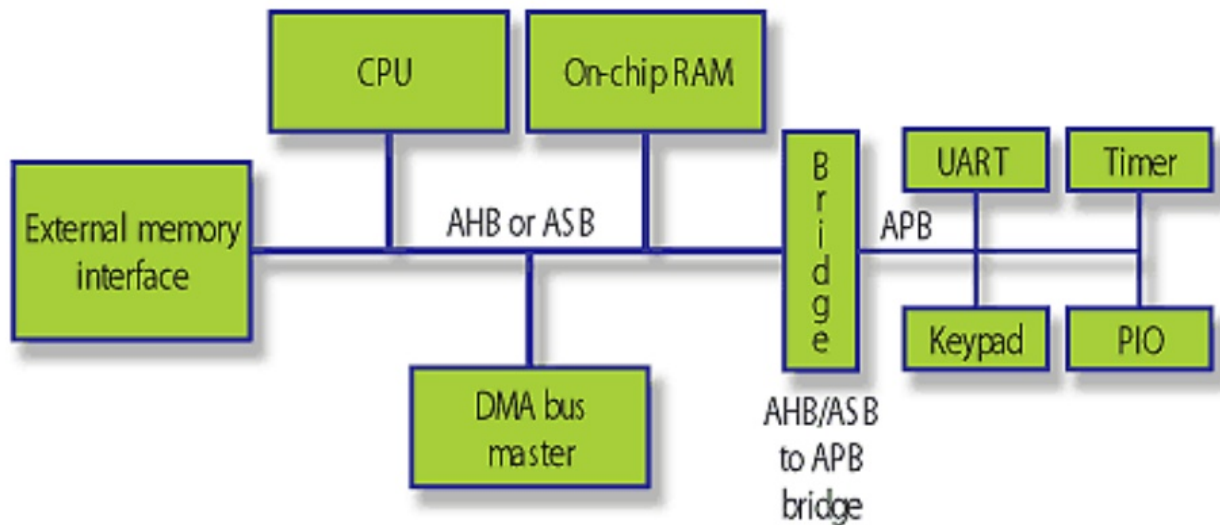 CPU
On-chip RAM
External memory
interface
AHB or ASB
Bridge
APB
UART
Timer
Keypad
PIO
DMA bus
master
AHB/ASB
to APB
bridge